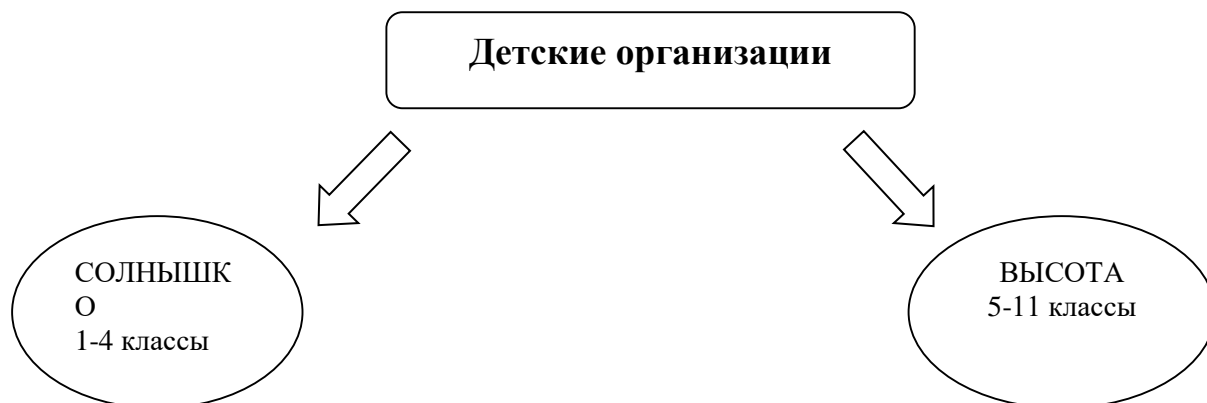 Детские организации
СОЛНЫШК
О
1-4 классы
ВЫСОТА
5-11 классы